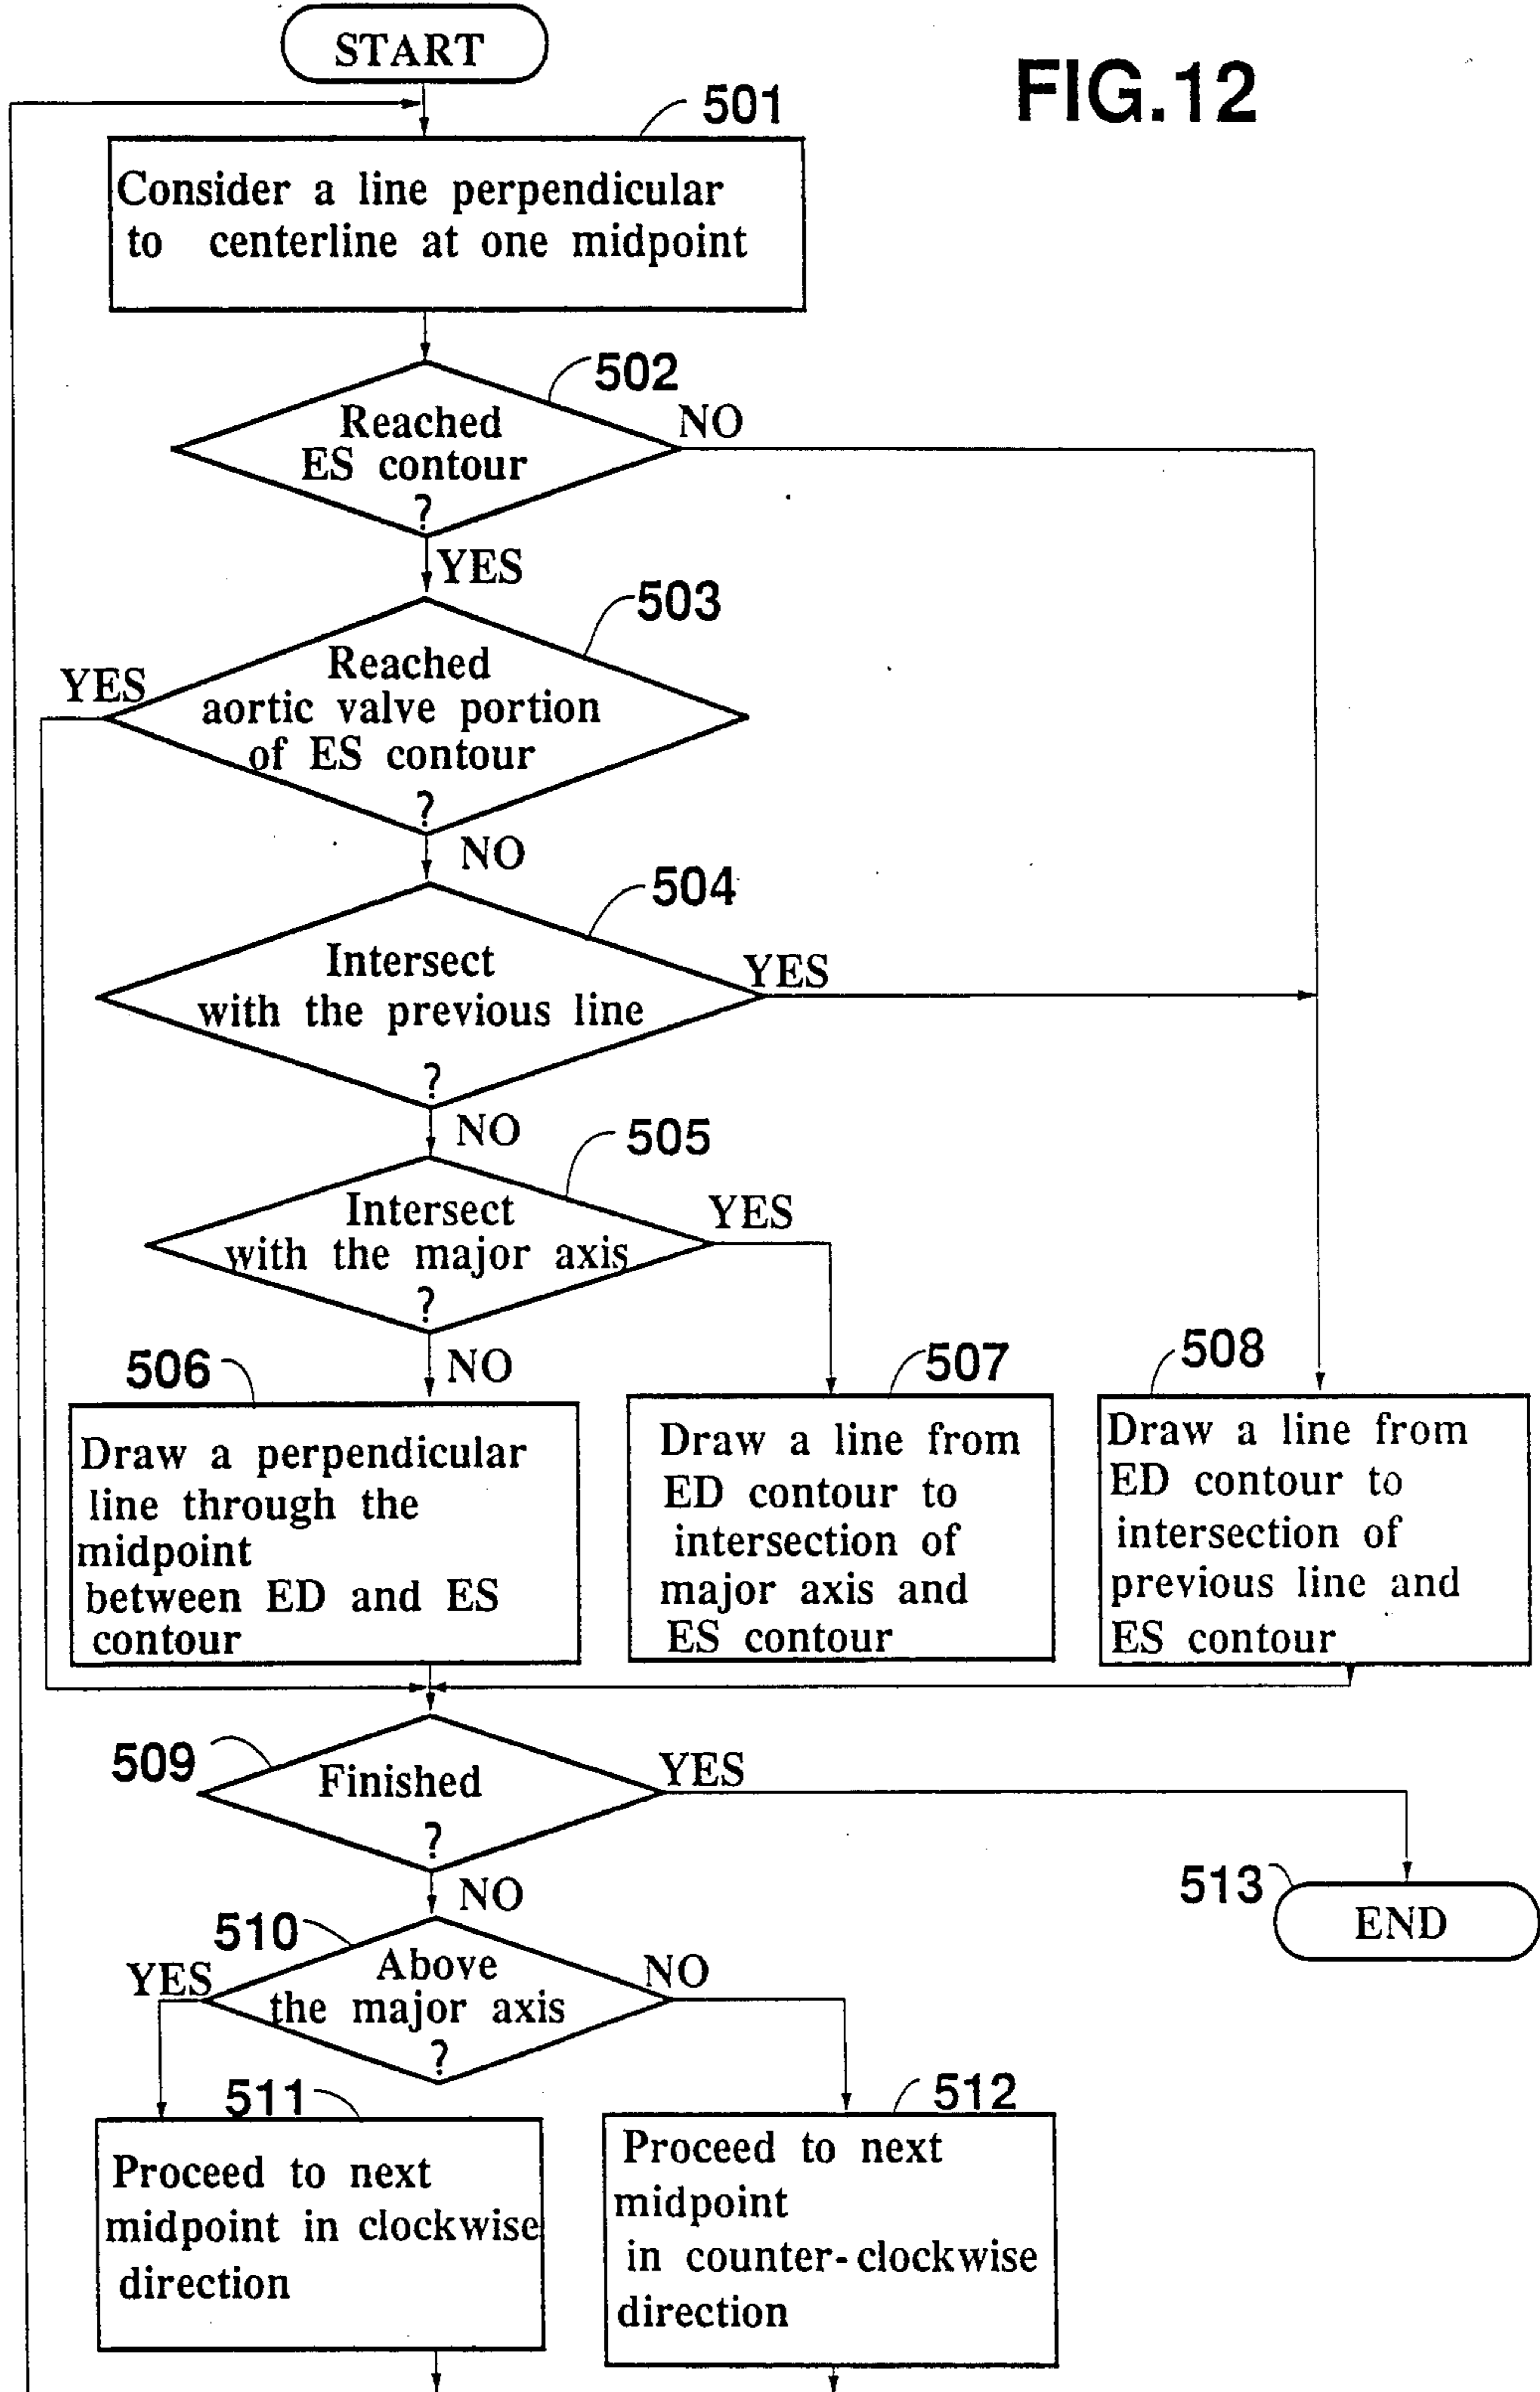 START
FIG.12
501
Consider a line perpendicular
to centerline at one midpoint
502
Reached
ES contour
?
NO
YES
503
Reached
aortic valve portion
of ES contour
?
YES
NO
504
Intersect
with the previous line
?
YES
NO
505
Intersect
with the major axis
?
YES
NO
506
Draw a perpendicular
line through the
midpoint
between ED and ES
contour
507
Draw a line from
ED contour to
intersection of
major axis and
ES contour
508
Draw a line from
ED contour to
intersection of
previous line and
ES contour
509
Finished
?
YES
NO
513
END
510
Above
the major axis
?
YES
NO
511
Proceed to next
midpoint in clockwise
direction
512
Proceed to next
midpoint
in counter-clockwise
direction